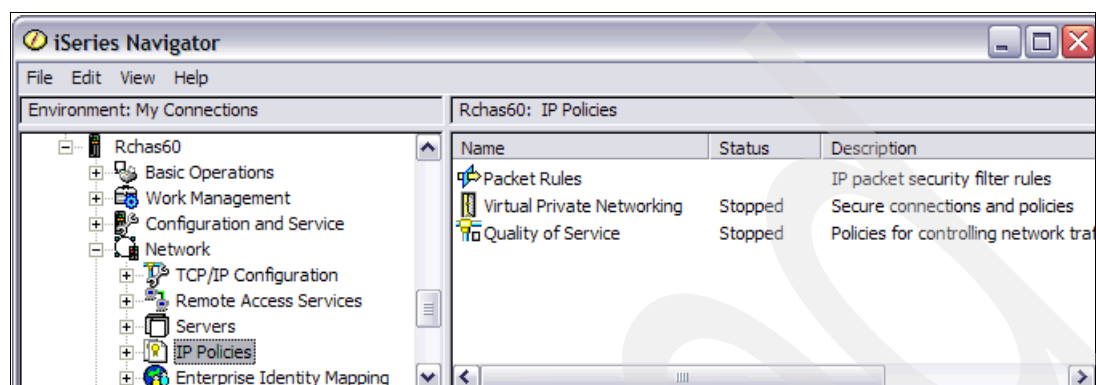 iSeries Navigator
File Edit View Help
Environment: My Connections
Rchas60: IP Policies
Rchas60
Basic Operations
Work Management
Configuration and Service
Network
TCP/IP Configuration
Remote Access Services
Servers
IP Policies
Enterprise Identity Mapping
Name Status Description
Packet Rules IP packet security filter rules
Virtual Private Networking Stopped Secure connections and policies
Quality of Service Stopped Policies for controlling network traf